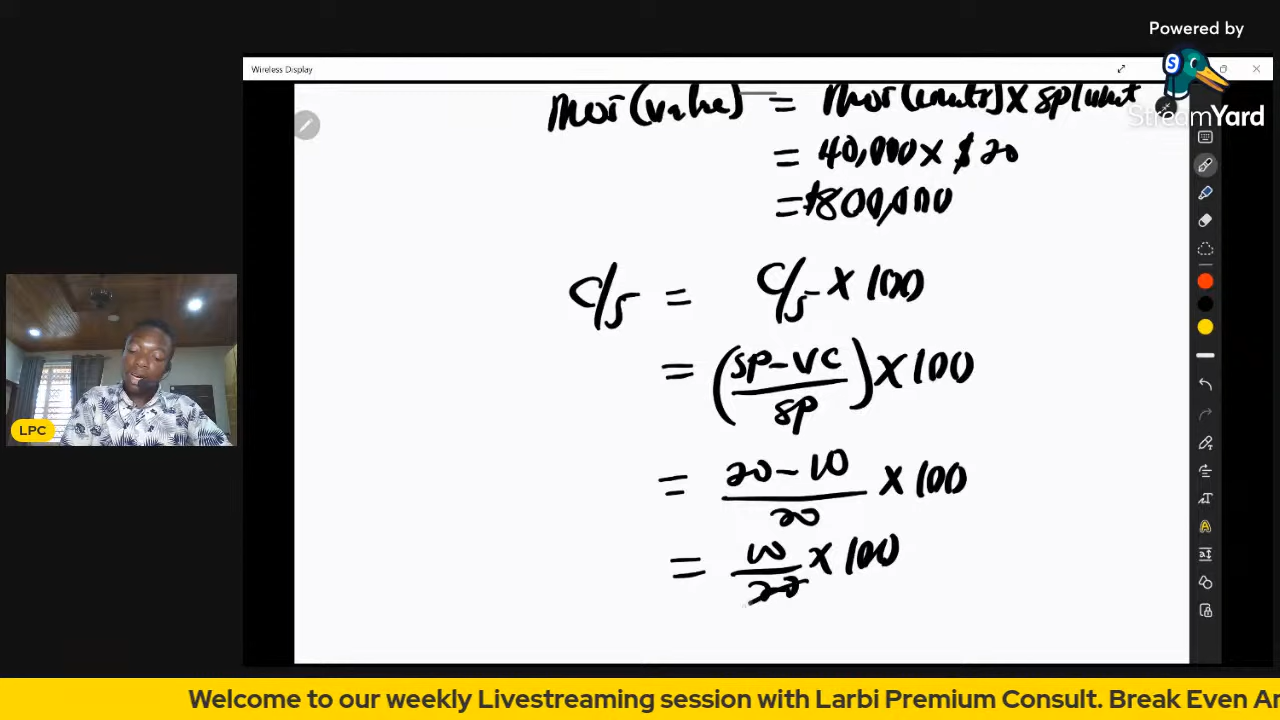 Powered by
StreamYard
Wireless Display
MOS (value) = MOS (units) X SP/unit
= 40,000 X $20
= $800,000
C/S = C/S X 100
= (SP - VC / SP) X 100
= 20 - 10 / 20 X 100
= 10 / 20 X 100
LPC
Welcome to our weekly Livestreaming session with Larbi Premium Consult. Break Even An